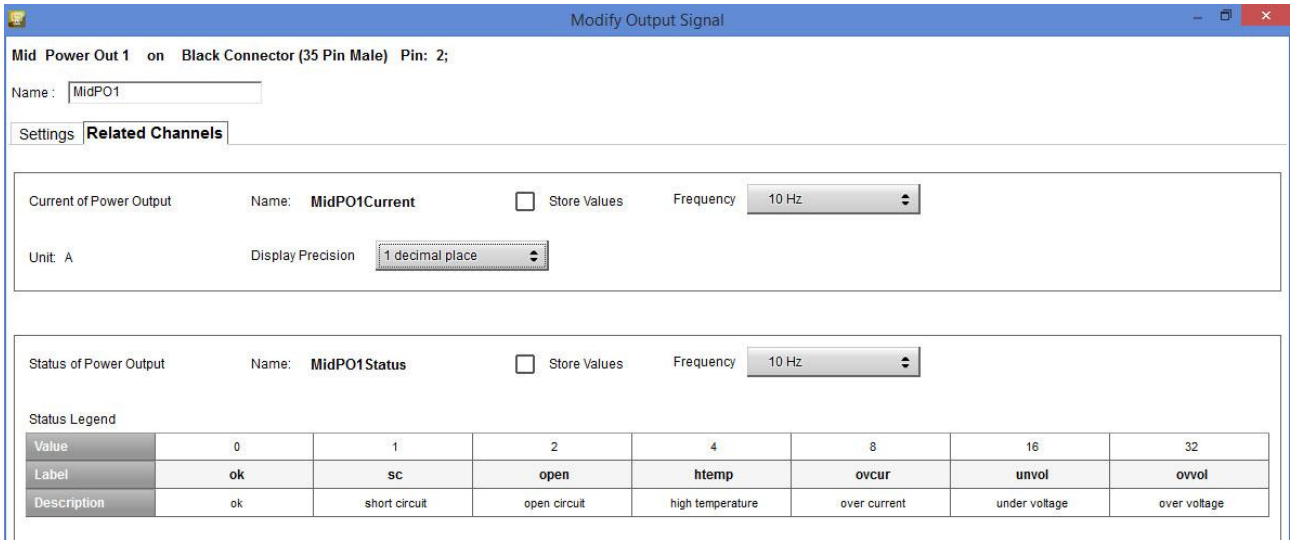 Modify Output Signal
Mid Power Out 1 on Black Connector (35 Pin Male) Pin: 2;
Name : MidPO1
Settings Related Channels
Current of Power Output Name: MidPO1Current Store Values Frequency 10 Hz
Unit: A Display Precision 1 decimal place
Status of Power Output Name: MidPO1Status Store Values Frequency 10 Hz
Status Legend
Value 0 1 2 4 8 16 32
Label ok sc open htemp ovcur unvol ovvol
Description ok short circuit open circuit high temperature over current under voltage over voltage